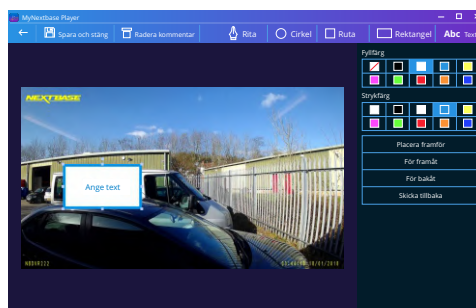 MyNextbase Player
Spara och stäng
Radera kommentar
Rita
Cirkel
Ruta
Rektangel
Abc Text
Fyllfärg
Strykfärg
Placera framför
För framåt
För bakåt
Skicka tillbaka
NEXTBASE
Ange text